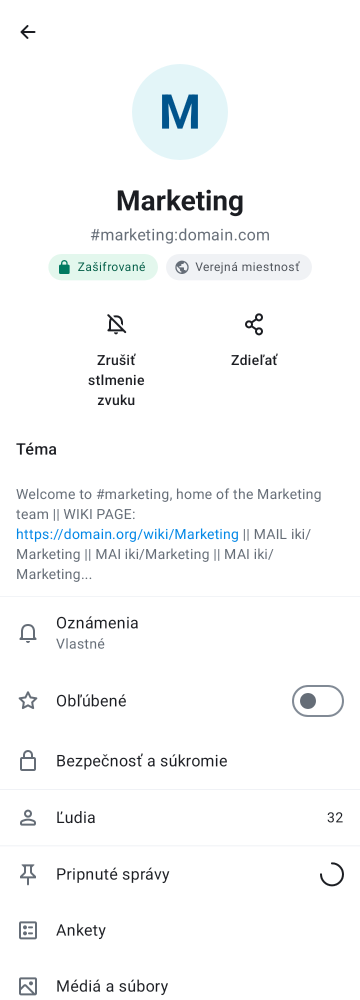 M
Marketing
#marketing:domain.com
Zašifrované
Verejná miestnosť
Zrušiť
stlmenie
zvuku
Zdieľať
Téma
Welcome to #marketing, home of the Marketing
team || WIKI PAGE:
https://domain.org/wiki/Marketing || MAIL iki/
Marketing || MAI iki/Marketing || MAI iki/
Marketing...
Oznámenia
Vlastné
Obľúbené
Bezpečnosť a súkromie
Ľudia 32
Pripnuté správy
Ankety
Médiá a súbory